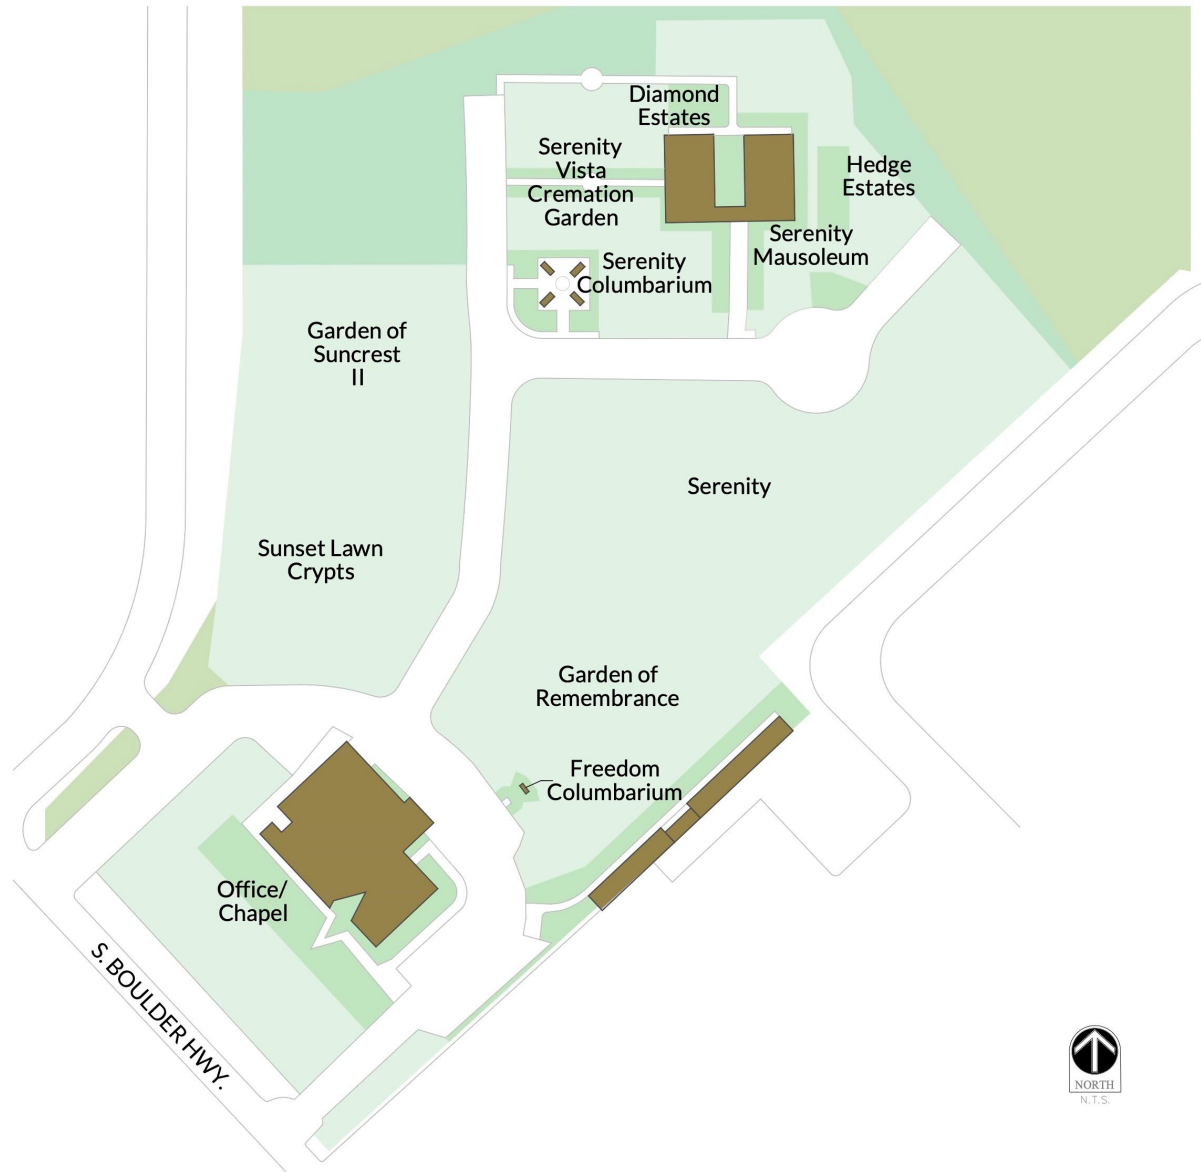 Diamond
Estates
Serenity
Vista
Cremation
Garden
Hedge
Estates
Serenity
Mausoleum
Serenity
Columbarium
Garden of
Suncrest
II
Serenity
Sunset Lawn
Crypts
Garden of
Remembrance
Freedom
Columbarium
Office/
Chapel
S. BOULDER HWY.
NORTH
N.T.S.